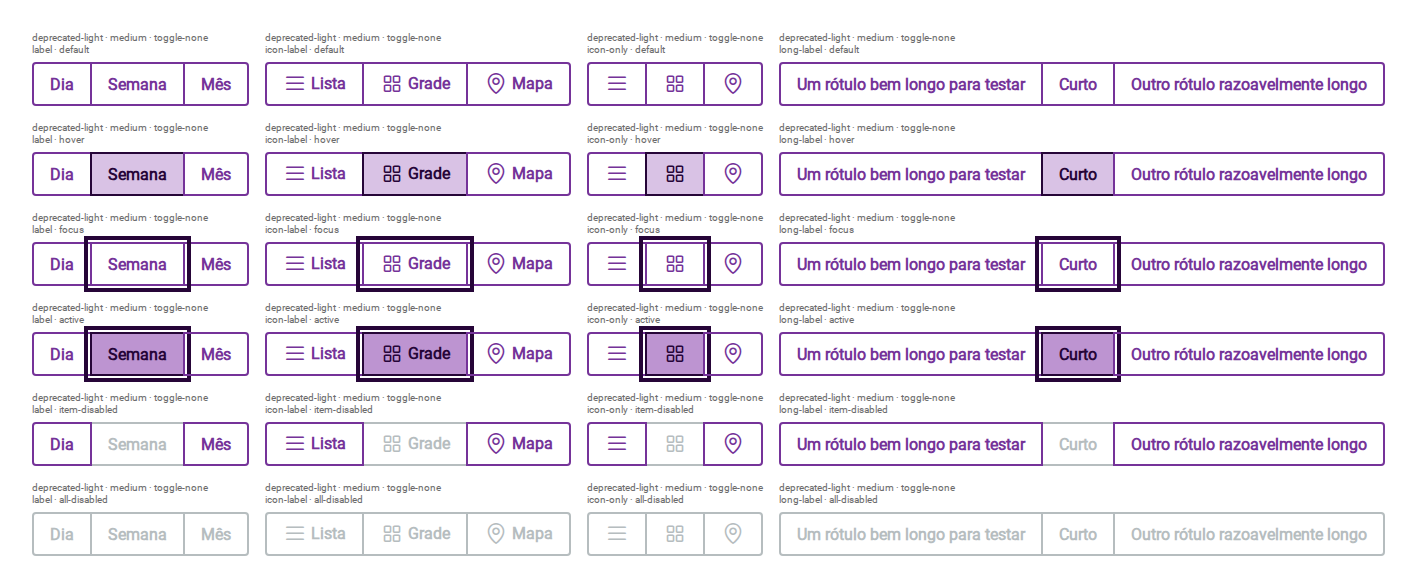 deprecated-light · medium · toggle-none
label · default
Dia Semana Mês
deprecated-light · medium · toggle-none
icon-label · default
Lista Grade Mapa
deprecated-light · medium · toggle-none
icon-only · default
deprecated-light · medium · toggle-none
long-label · default
Um rótulo bem longo para testar Curto Outro rótulo razoavelmente longo
deprecated-light · medium · toggle-none
label · hover
Dia Semana Mês
deprecated-light · medium · toggle-none
icon-label · hover
Lista Grade Mapa
deprecated-light · medium · toggle-none
icon-only · hover
deprecated-light · medium · toggle-none
long-label · hover
Um rótulo bem longo para testar Curto Outro rótulo razoavelmente longo
deprecated-light · medium · toggle-none
label · focus
Dia Semana Mês
deprecated-light · medium · toggle-none
icon-label · focus
Lista Grade Mapa
deprecated-light · medium · toggle-none
icon-only · focus
deprecated-light · medium · toggle-none
long-label · focus
Um rótulo bem longo para testar Curto Outro rótulo razoavelmente longo
deprecated-light · medium · toggle-none
label · active
Dia Semana Mês
deprecated-light · medium · toggle-none
icon-label · active
Lista Grade Mapa
deprecated-light · medium · toggle-none
icon-only · active
deprecated-light · medium · toggle-none
long-label · active
Um rótulo bem longo para testar Curto Outro rótulo razoavelmente longo
deprecated-light · medium · toggle-none
label · item-disabled
Dia Semana Mês
deprecated-light · medium · toggle-none
icon-label · item-disabled
Lista Grade Mapa
deprecated-light · medium · toggle-none
icon-only · item-disabled
deprecated-light · medium · toggle-none
long-label · item-disabled
Um rótulo bem longo para testar Curto Outro rótulo razoavelmente longo
deprecated-light · medium · toggle-none
label · all-disabled
Dia Semana Mês
deprecated-light · medium · toggle-none
icon-label · all-disabled
Lista Grade Mapa
deprecated-light · medium · toggle-none
icon-only · all-disabled
deprecated-light · medium · toggle-none
long-label · all-disabled
Um rótulo bem longo para testar Curto Outro rótulo razoavelmente longo